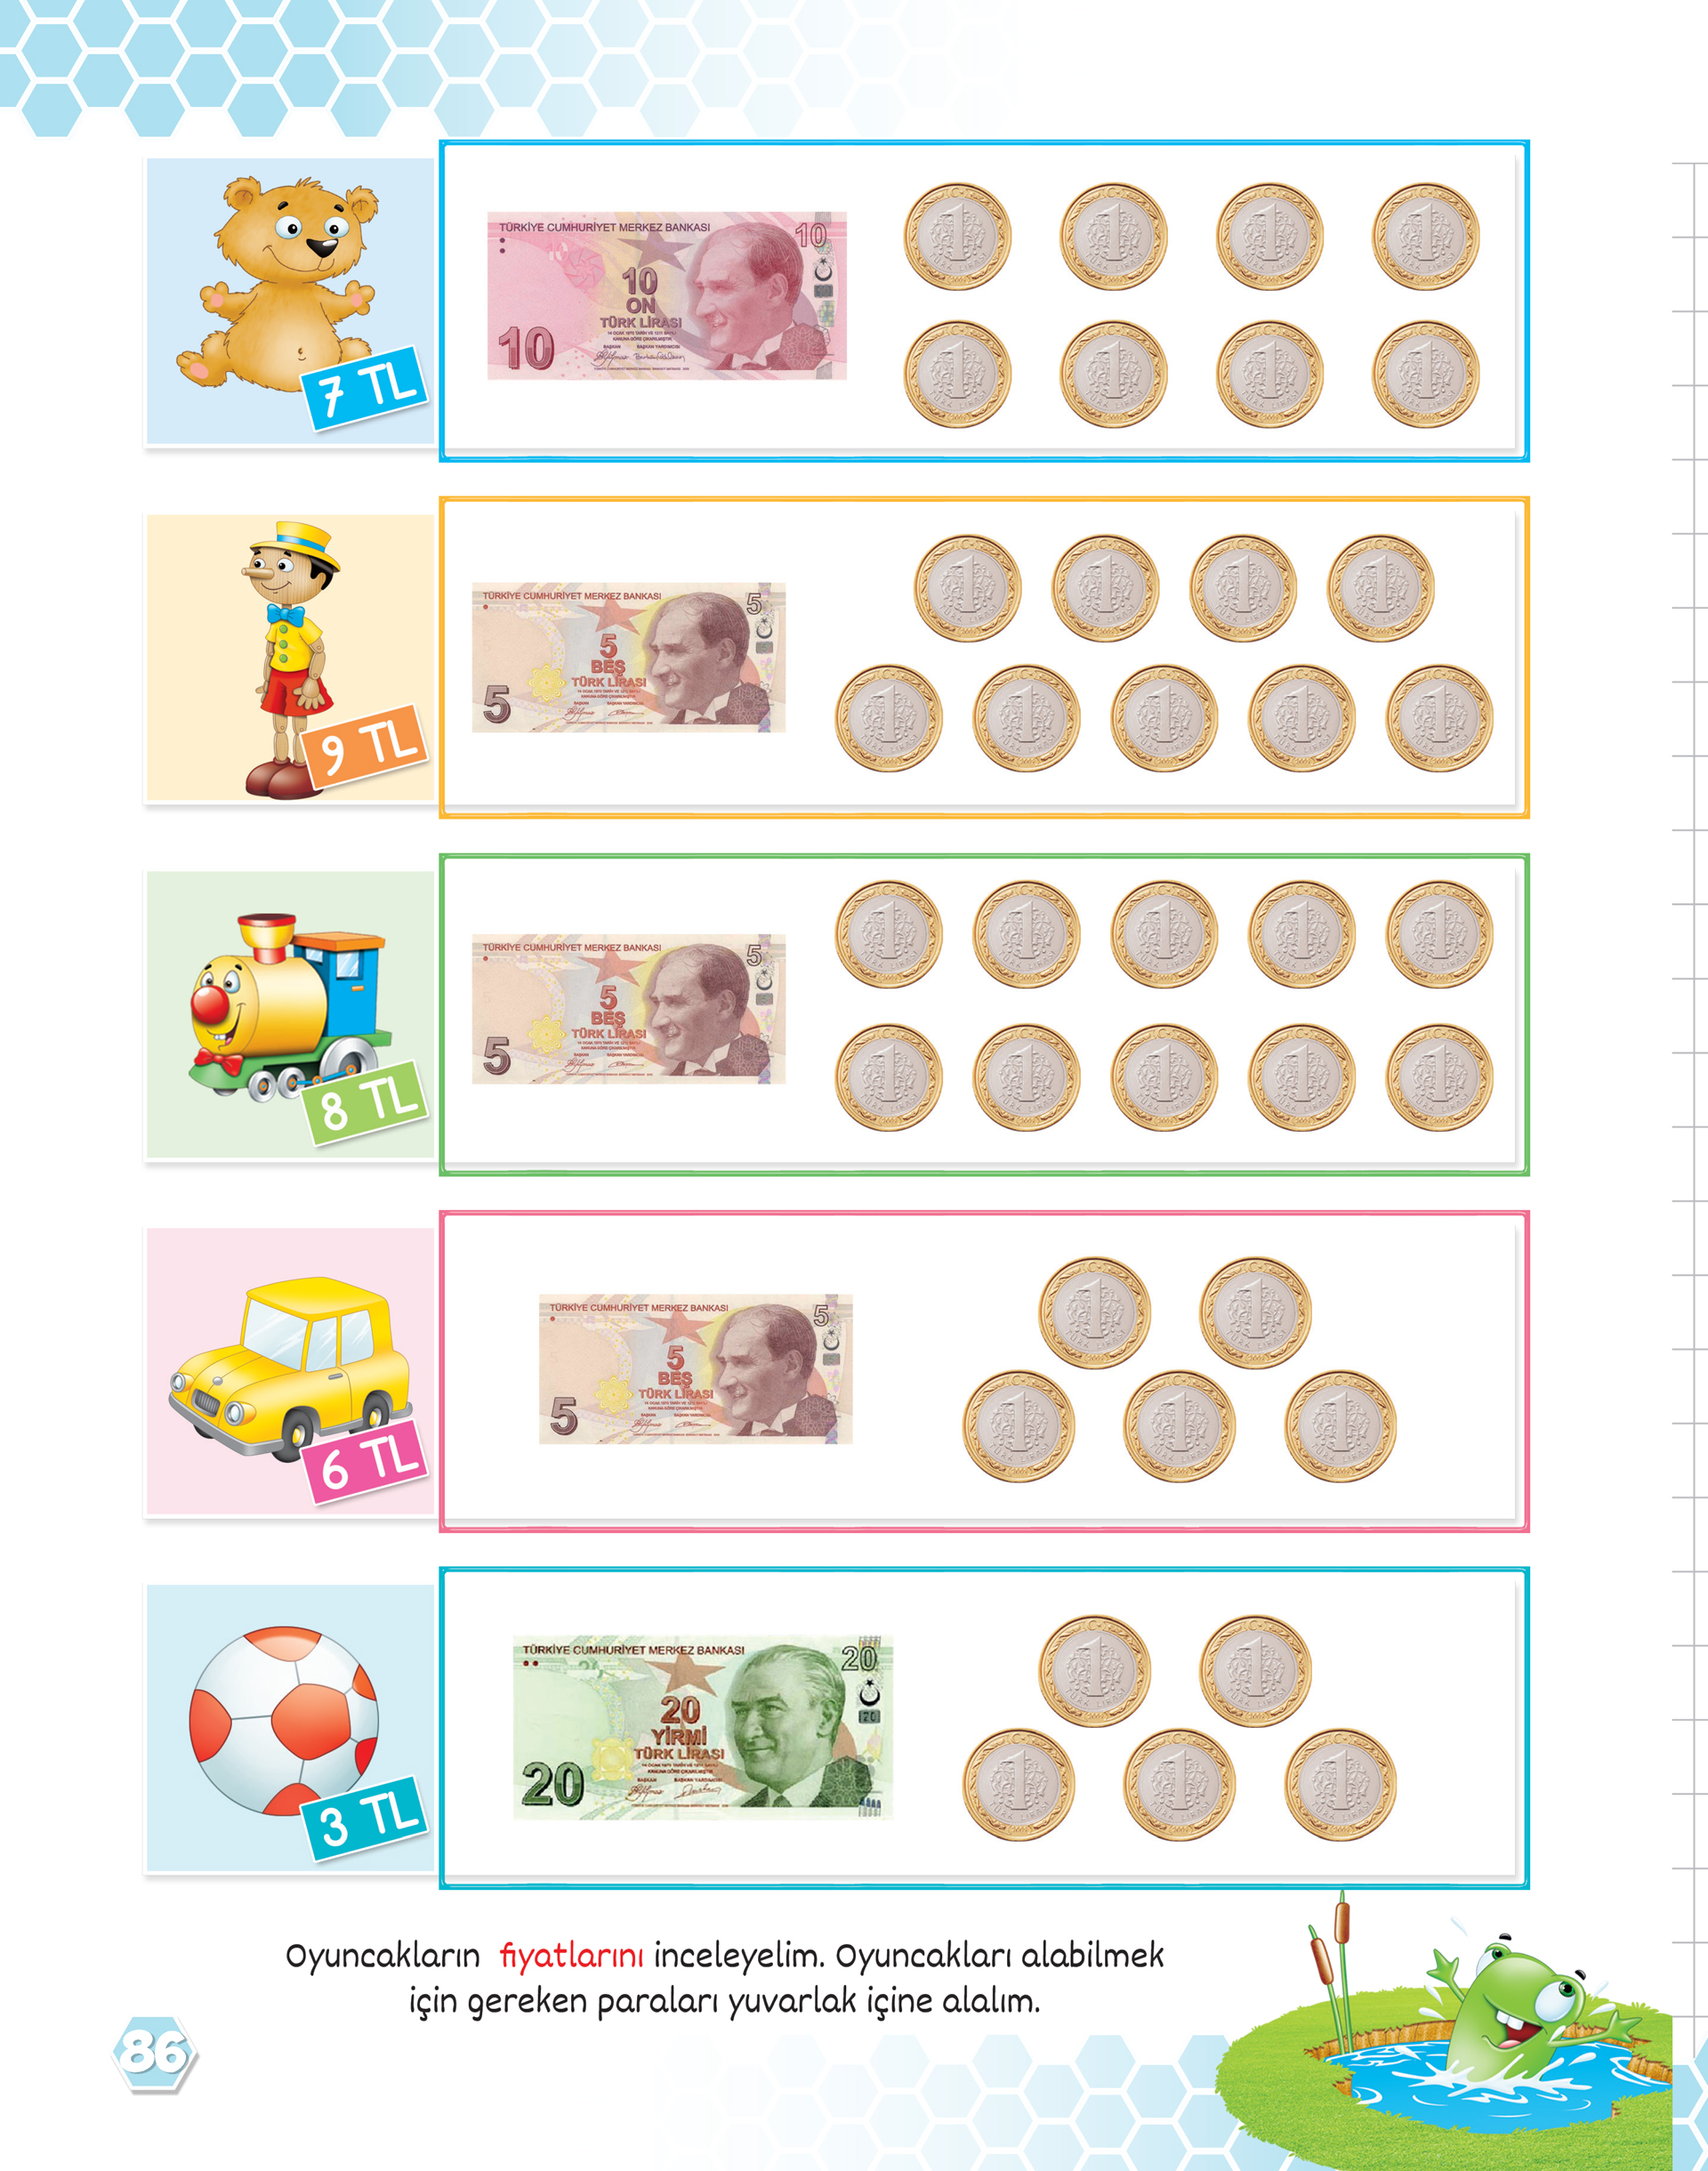 TÜRKİYE CUMHURİYET MERKEZ BANKASI
10
10
ON
TÜRK LİRASI
10
7 TL
TÜRKİYE CUMHURİYET MERKEZ BANKASI
5
5
BEŞ
TÜRK LİRASI
5
9 TL
TÜRKİYE CUMHURİYET MERKEZ BANKASI
5
5
BEŞ
TÜRK LİRASI
5
8 TL
TÜRKİYE CUMHURİYET MERKEZ BANKASI
5
5
BEŞ
TÜRK LİRASI
5
6 TL
TÜRKİYE CUMHURİYET MERKEZ BANKASI
20
20
YİRMİ
TÜRK LİRASI
20
3 TL
Oyuncakların fiyatlarını inceleyelim. Oyuncakları alabilmek
için gereken paraları yuvarlak içine alalım.
86